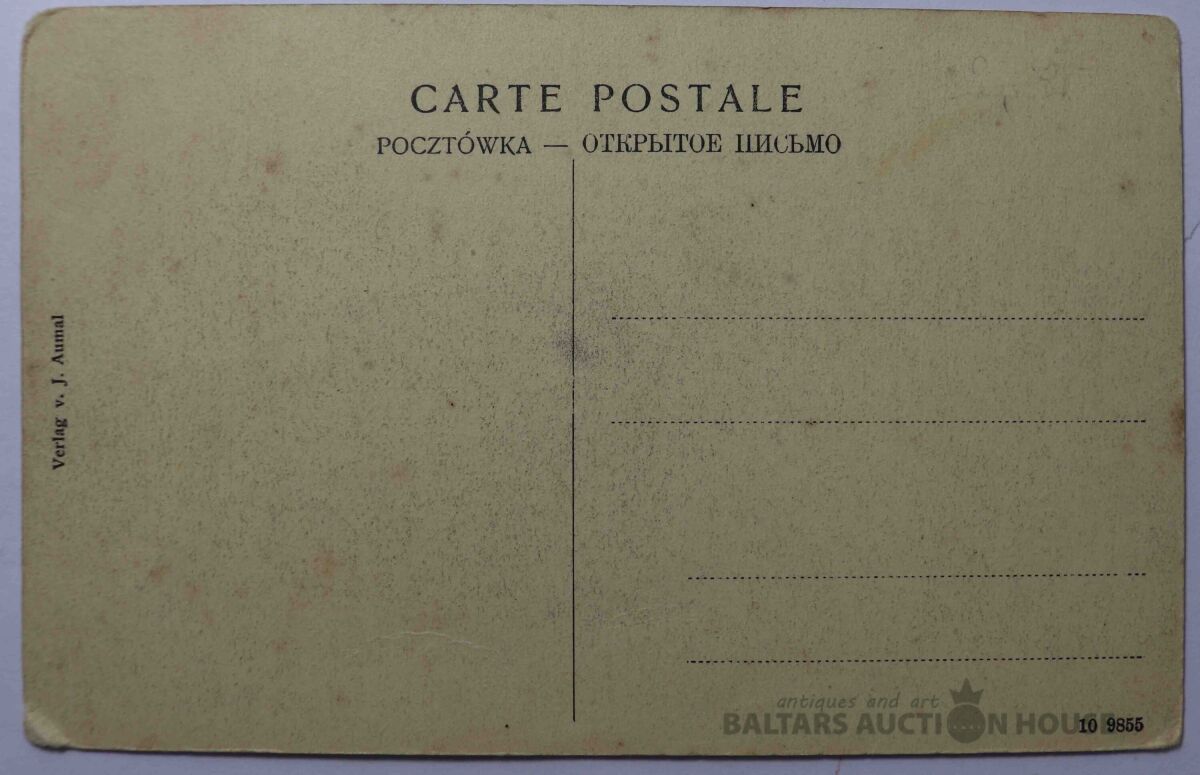 CARTE POSTALE
POCZTÓWKA — ОТКРЫТОЕ ПИСЬМО
Verlag v. J. Aumal
antiques and art
BALTARS AUCTION HOUSE
10 9855